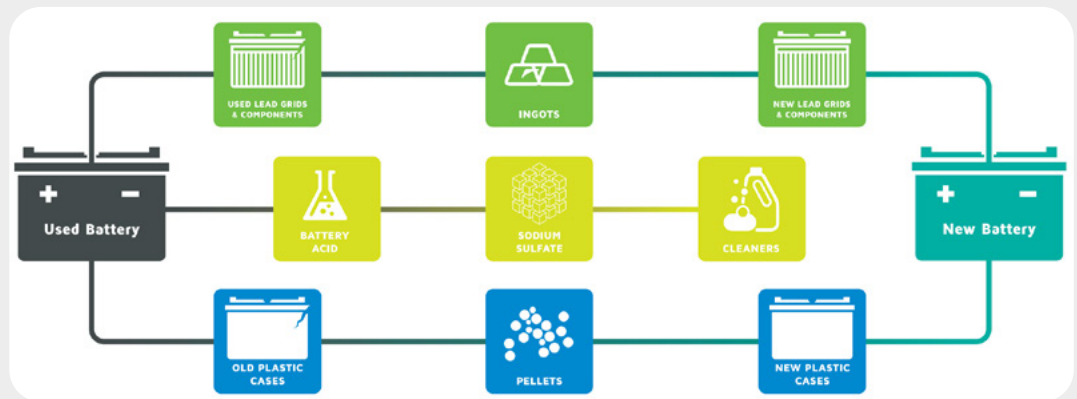 USED LEAD GRIDS
& COMPONENTS
INGOTS
NEW LEAD GRIDS
& COMPONENTS
+ −
Used Battery
BATTERY
ACID
SODIUM
SULFATE
CLEANERS
+ −
New Battery
OLD PLASTIC
CASES
PELLETS
NEW PLASTIC
CASES